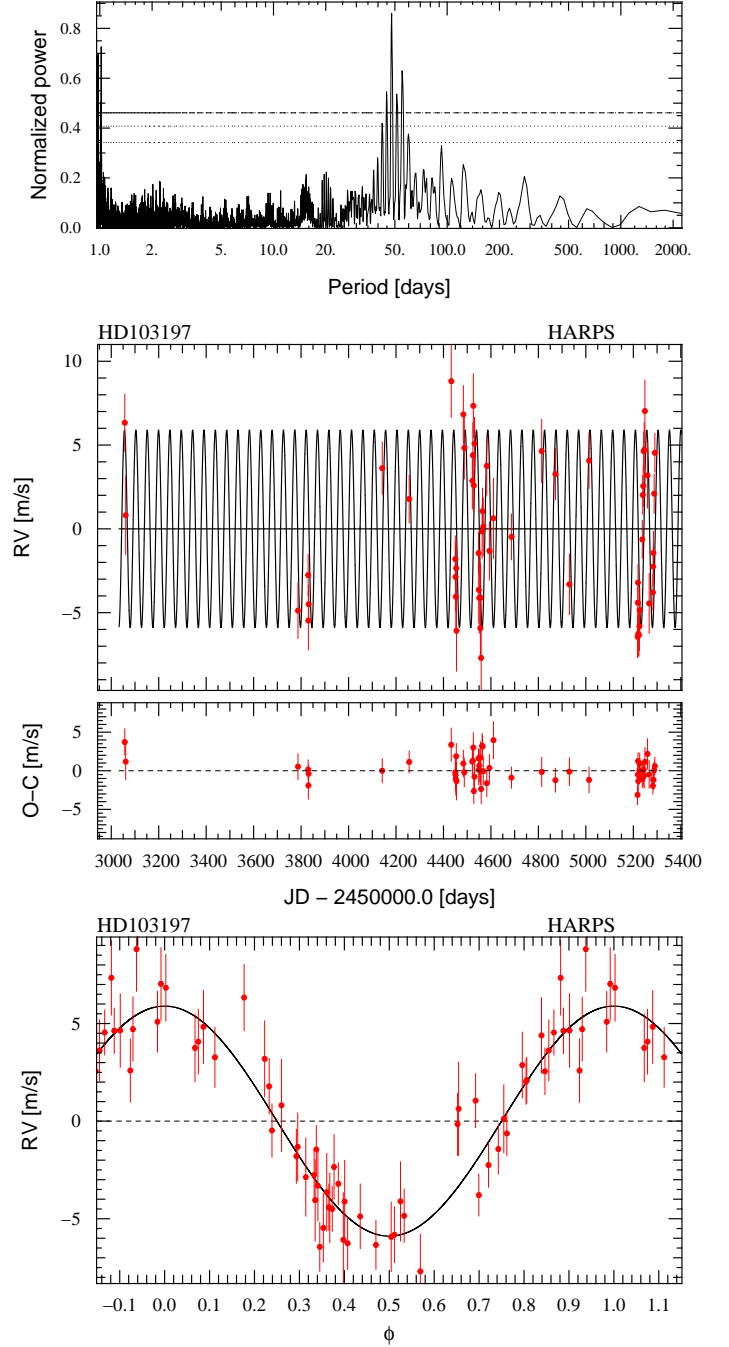 Normalized power
0.8
0.6
0.4
0.2
0.0
1.0 2. 5. 10.0 20. 50. 100.0 200. 500. 1000. 2000.
Period [days]
HD103197 HARPS
RV [m/s]
10
5
0
−5
O−C [m/s]
5
0
−5
3000 3200 3400 3600 3800 4000 4200 4400 4600 4800 5000 5200 5400
JD − 2450000.0 [days]
HD103197 HARPS
RV [m/s]
5
0
−5
−0.1 0.0 0.1 0.2 0.3 0.4 0.5 0.6 0.7 0.8 0.9 1.0 1.1
ϕ